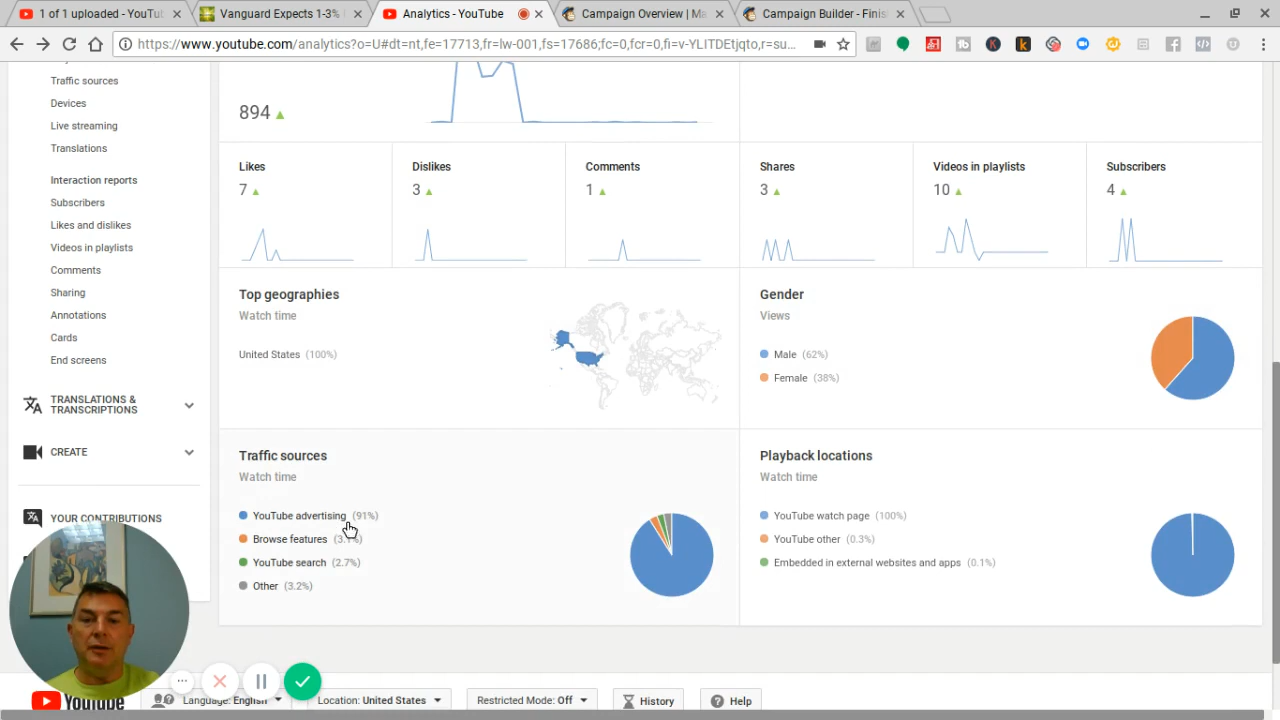 1 of 1 uploaded - YouTu
Vanguard Expects 1-3%
Analytics - YouTube
Campaign Overview | Ma
Campaign Builder - Finis
https://www.youtube.com/analytics?o=U#dt=nt,fe=17713,fr=lw-001,fs=17686;fc=0,fcr=0,fi=v-YLITDEtjqto,r=su...
Traffic sources
Devices
Live streaming
Translations
Interaction reports
Subscribers
Likes and dislikes
Videos in playlists
Comments
Sharing
Annotations
Cards
End screens
TRANSLATIONS &
TRANSCRIPTIONS
CREATE
YOUR CONTRIBUTIONS
894
Likes
7
Dislikes
3
Comments
1
Shares
3
Videos in playlists
10
Subscribers
4
Top geographies
Watch time
United States (100%)
Gender
Views
Male (62%)
Female (38%)
Traffic sources
Watch time
YouTube advertising (91%)
Browse features
YouTube search (2.7%)
Other (3.2%)
Playback locations
Watch time
YouTube watch page (100%)
YouTube other (0.3%)
Embedded in external websites and apps (0.1%)
YouTube
Language: English
Location: United States
Restricted Mode: Off
History
Help